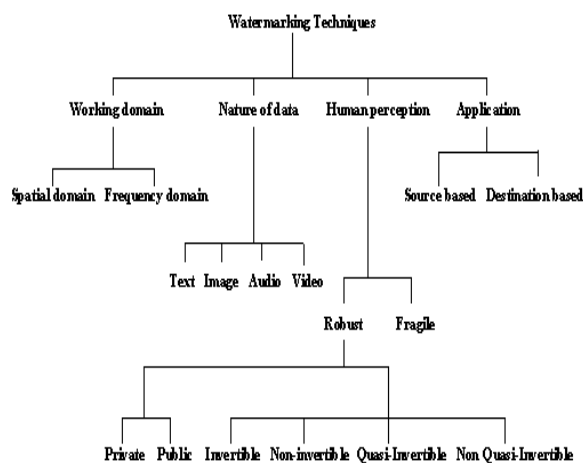 Watermarking Techniques
Working domain Nature of data Human perception Application
Spatial domain Frequency domain Source based Destination based
Text Image Audio Video
Robust Fragile
Private Public Invertible Non-invertible Quasi-Invertible Non Quasi-Invertible